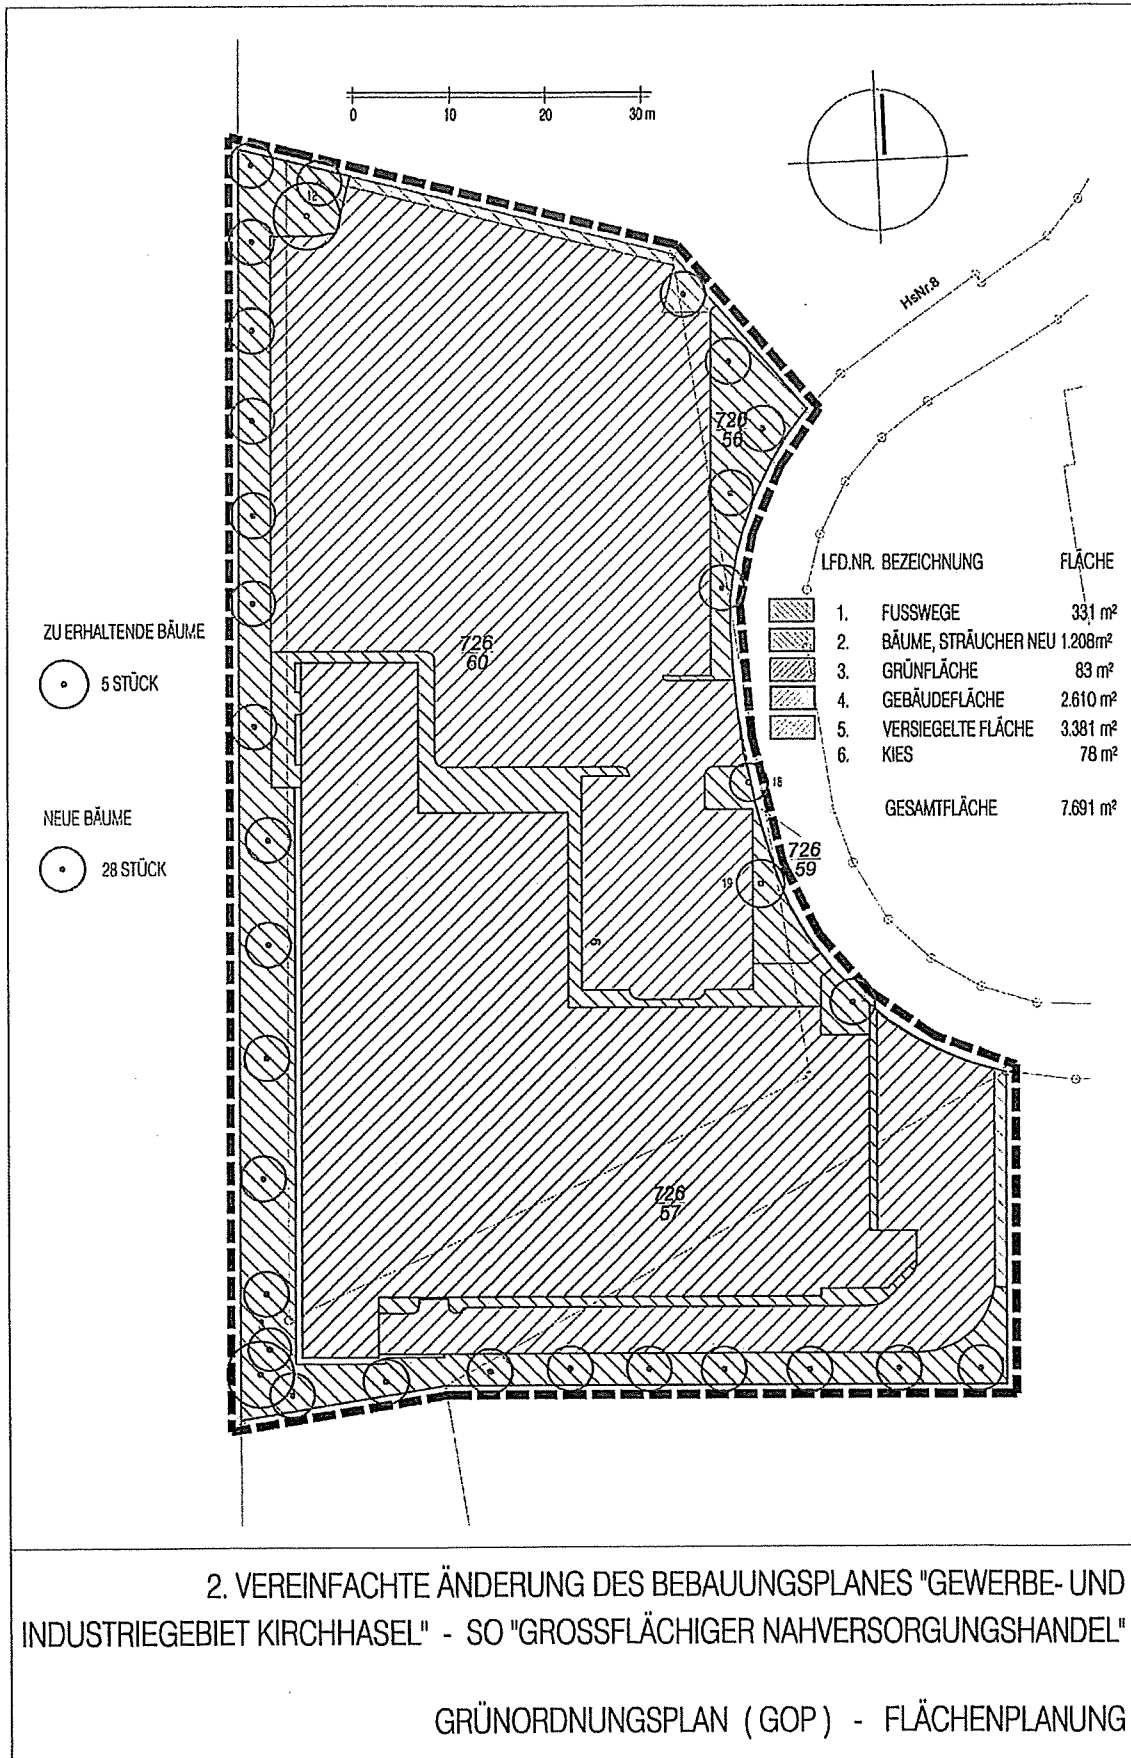 0 10 20 30 m
12
HsNr.8
726
56
LFD.NR. BEZEICHNUNG FLÄCHE
1. FUSSWEGE 331 m²
2. BÄUME, STRÄUCHER NEU 1.208m²
3. GRÜNFLÄCHE 83 m²
4. GEBÄUDEFLÄCHE 2.610 m²
5. VERSIEGELTE FLÄCHE 3.381 m²
6. KIES 78 m²
GESAMTFLÄCHE 7.691 m²
ZU ERHALTENDE BÄUME
5 STÜCK
726
60
NEUE BÄUME
28 STÜCK
18
726
59
19
9
726
57
2. VEREINFACHTE ÄNDERUNG DES BEBAUUNGSPLANES "GEWERBE- UND
INDUSTRIEGEBIET KIRCHHASEL" - SO "GROSSFLÄCHIGER NAHVERSORGUNGSHANDEL"
GRÜNORDNUNGSPLAN ( GOP ) - FLÄCHENPLANUNG